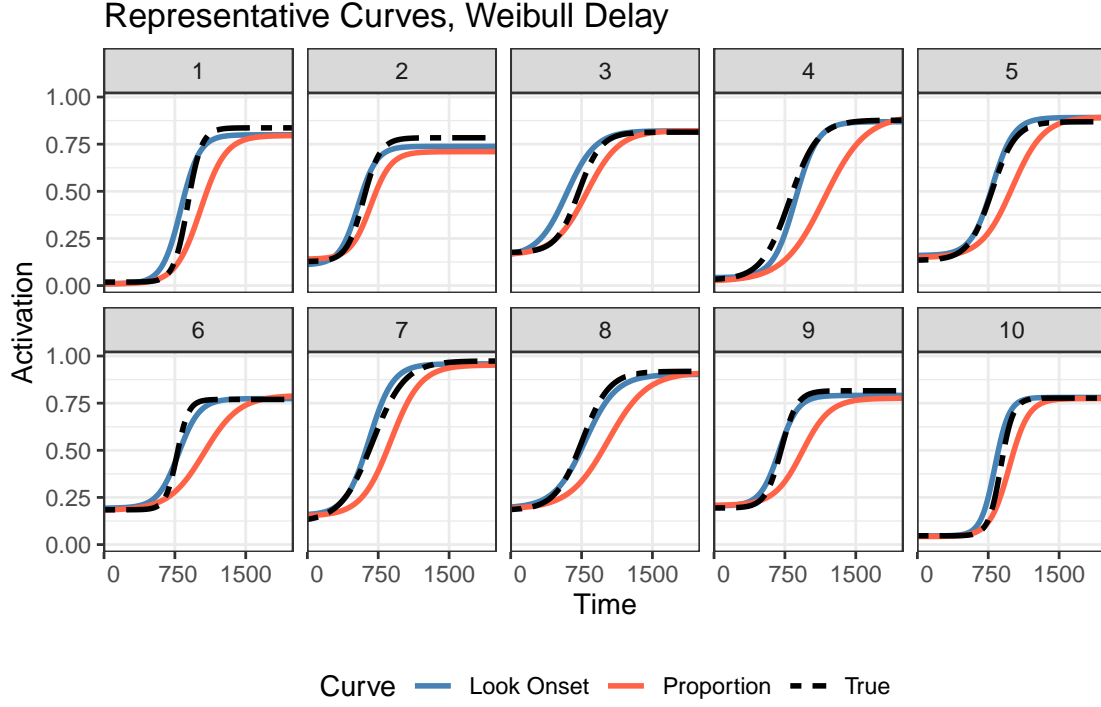 Representative Curves, Weibull Delay
1 2 3 4 5
1.00
0.75
0.50
0.25
0.00
Activation
6 7 8 9 10
1.00
0.75
0.50
0.25
0.00
0 750 1500 0 750 1500 0 750 1500 0 750 1500 0 750 1500
Time
Curve Look Onset Proportion True